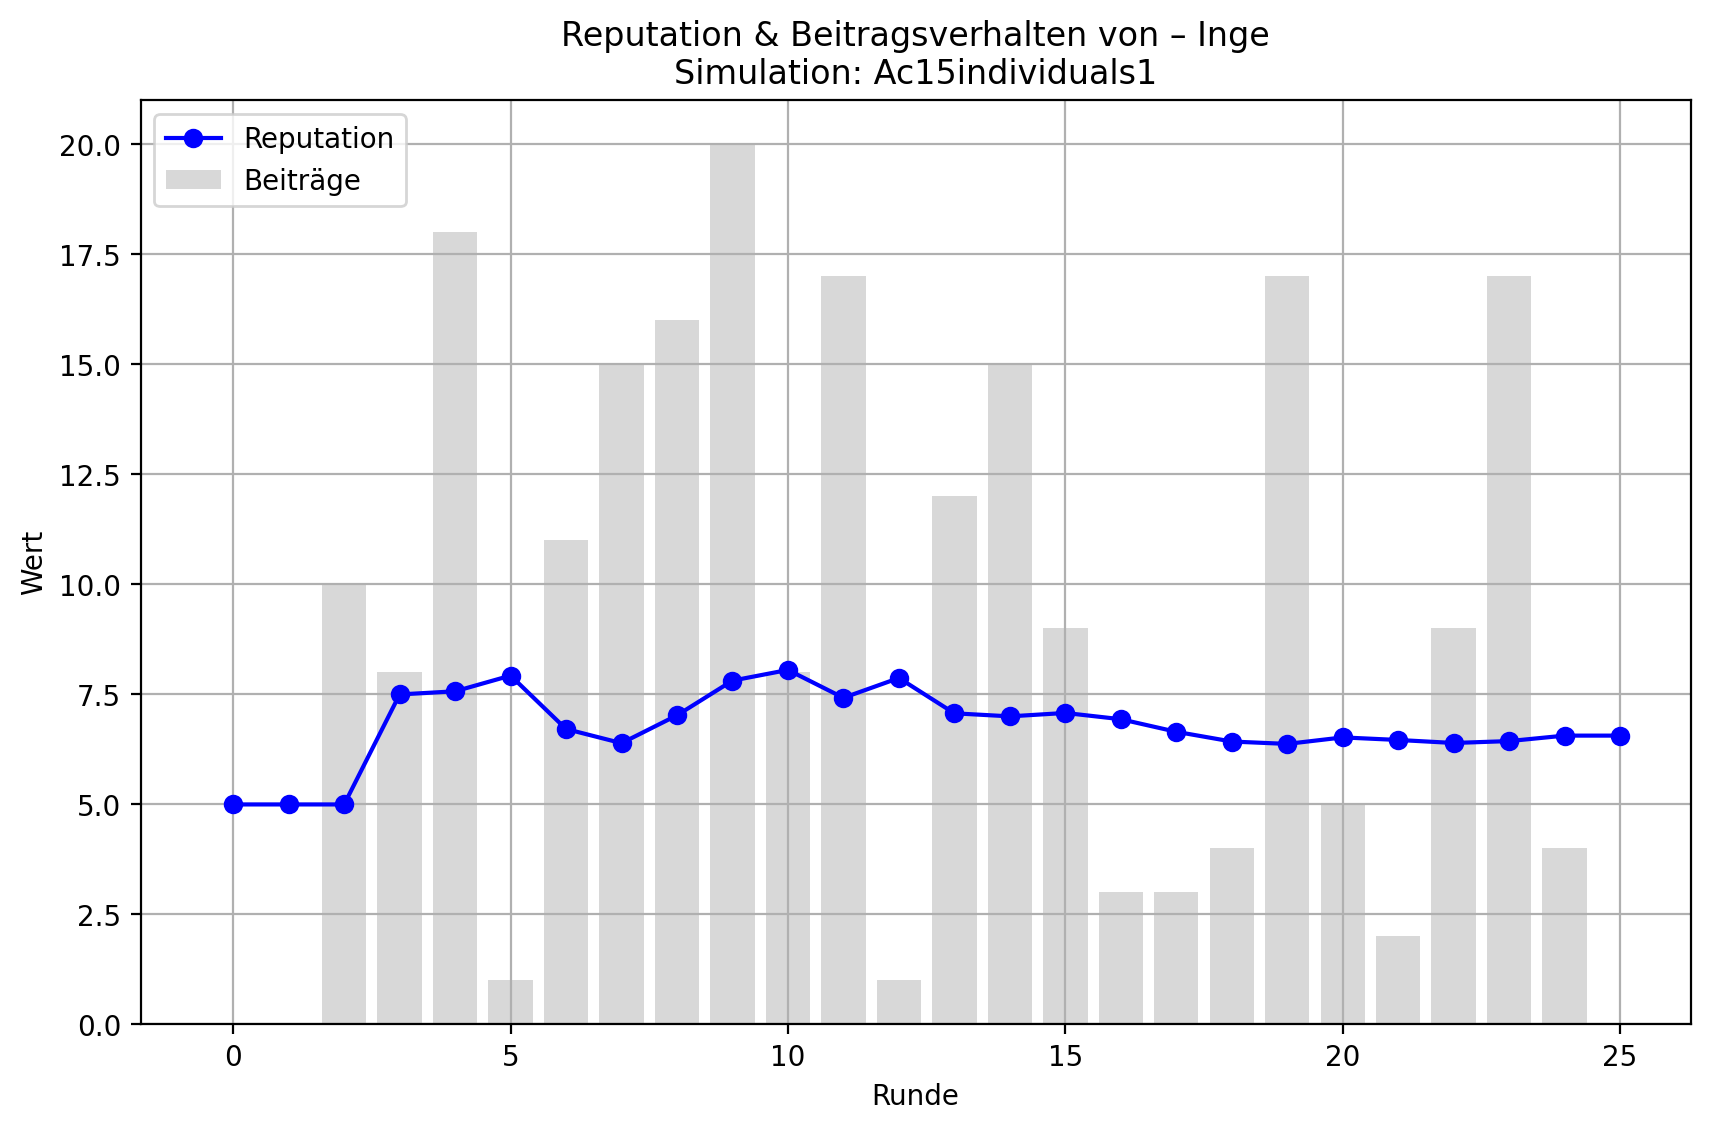 Reputation & Beitragsverhalten von – Inge
Simulation: Ac15individuals1
Reputation
Beiträge
20.0
17.5
15.0
12.5
10.0
7.5
5.0
2.5
0.0
Wert
0 5 10 15 20 25
Runde